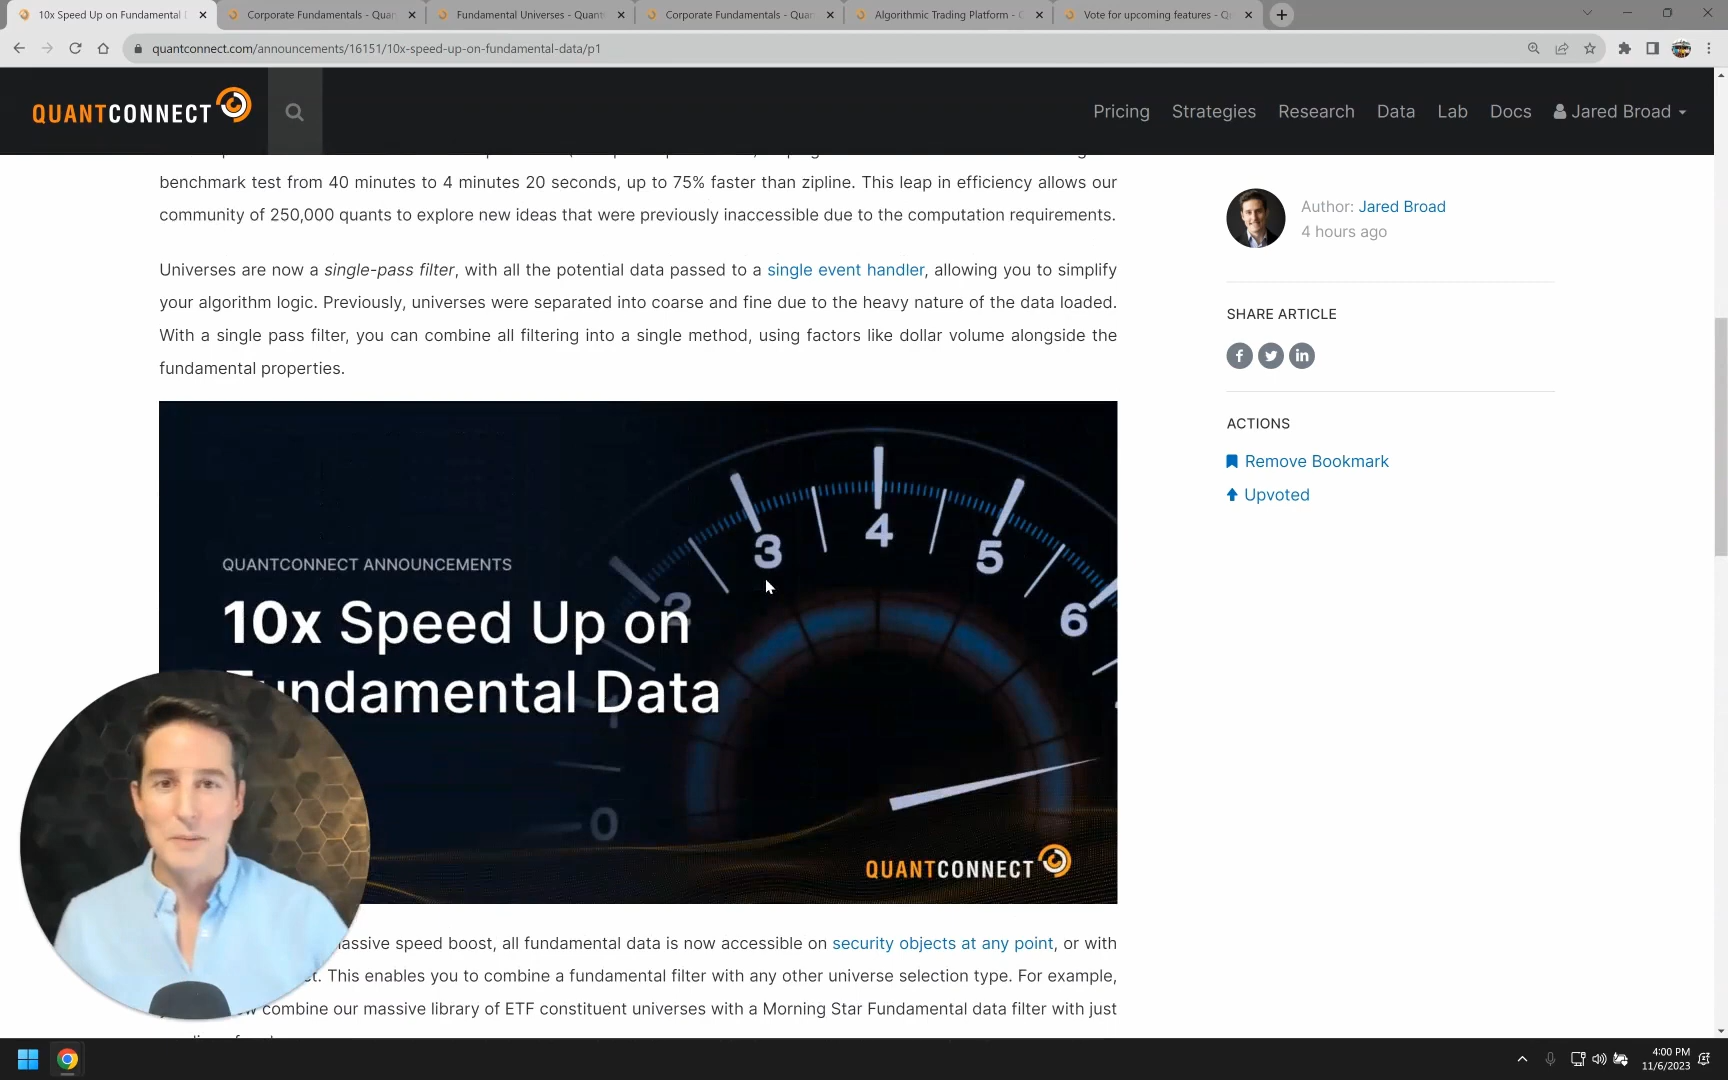 10x Speed Up on Fundamental
Corporate Fundamentals - Quan
Fundamental Universes - Quant
Corporate Fundamentals - Quan
Algorithmic Trading Platform -
Vote for upcoming features -
quantconnect.com/announcements/16151/10x-speed-up-on-fundamental-data/p1
QUANTCONNECT
Pricing
Strategies
Research
Data
Lab
Docs
Jared Broad
benchmark test from 40 minutes to 4 minutes 20 seconds, up to 75% faster than zipline. This leap in efficiency allows our
community of 250,000 quants to explore new ideas that were previously inaccessible due to the computation requirements.
Universes are now a single-pass filter, with all the potential data passed to a single event handler, allowing you to simplify
your algorithm logic. Previously, universes were separated into coarse and fine due to the heavy nature of the data loaded.
With a single pass filter, you can combine all filtering into a single method, using factors like dollar volume alongside the
fundamental properties.
QUANTCONNECT ANNOUNCEMENTS
10x Speed Up on
Fundamental Data
0
1
2
3
4
5
6
QUANTCONNECT
massive speed boost, all fundamental data is now accessible on security objects at any point, or with
This enables you to combine a fundamental filter with any other universe selection type. For example,
combine our massive library of ETF constituent universes with a Morning Star Fundamental data filter with just
Author: Jared Broad
4 hours ago
SHARE ARTICLE
ACTIONS
Remove Bookmark
Upvoted
4:00 PM
11/6/2023